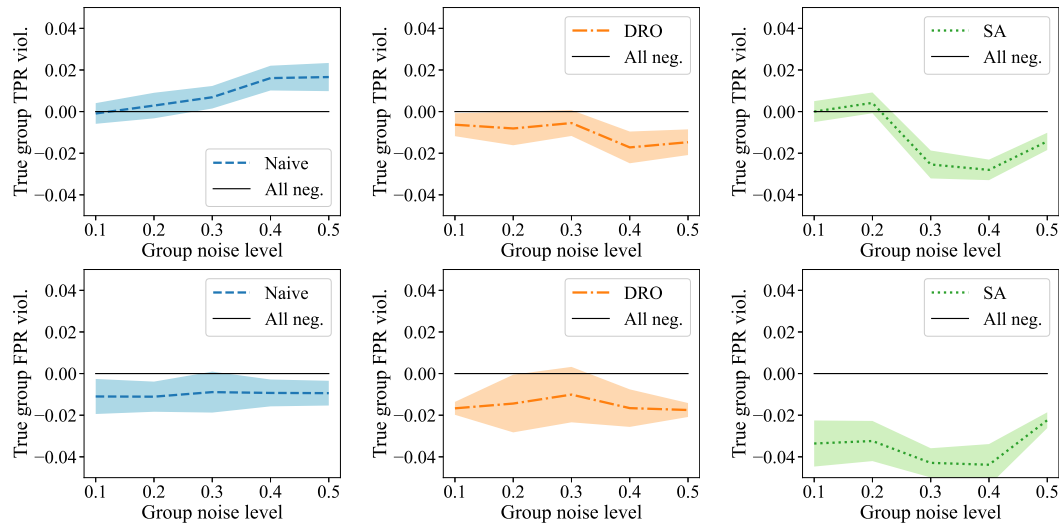 True group TPR viol.
0.04
0.02
0.00
−0.02
−0.04
Naive
All neg.
0.1 0.2 0.3 0.4 0.5
Group noise level
True group TPR viol.
0.04
0.02
0.00
−0.02
−0.04
DRO
All neg.
0.1 0.2 0.3 0.4 0.5
Group noise level
True group TPR viol.
0.04
0.02
0.00
−0.02
−0.04
SA
All neg.
0.1 0.2 0.3 0.4 0.5
Group noise level
True group FPR viol.
0.04
0.02
0.00
−0.02
−0.04
Naive
All neg.
0.1 0.2 0.3 0.4 0.5
Group noise level
True group FPR viol.
0.04
0.02
0.00
−0.02
−0.04
DRO
All neg.
0.1 0.2 0.3 0.4 0.5
Group noise level
True group FPR viol.
0.04
0.02
0.00
−0.02
−0.04
SA
All neg.
0.1 0.2 0.3 0.4 0.5
Group noise level